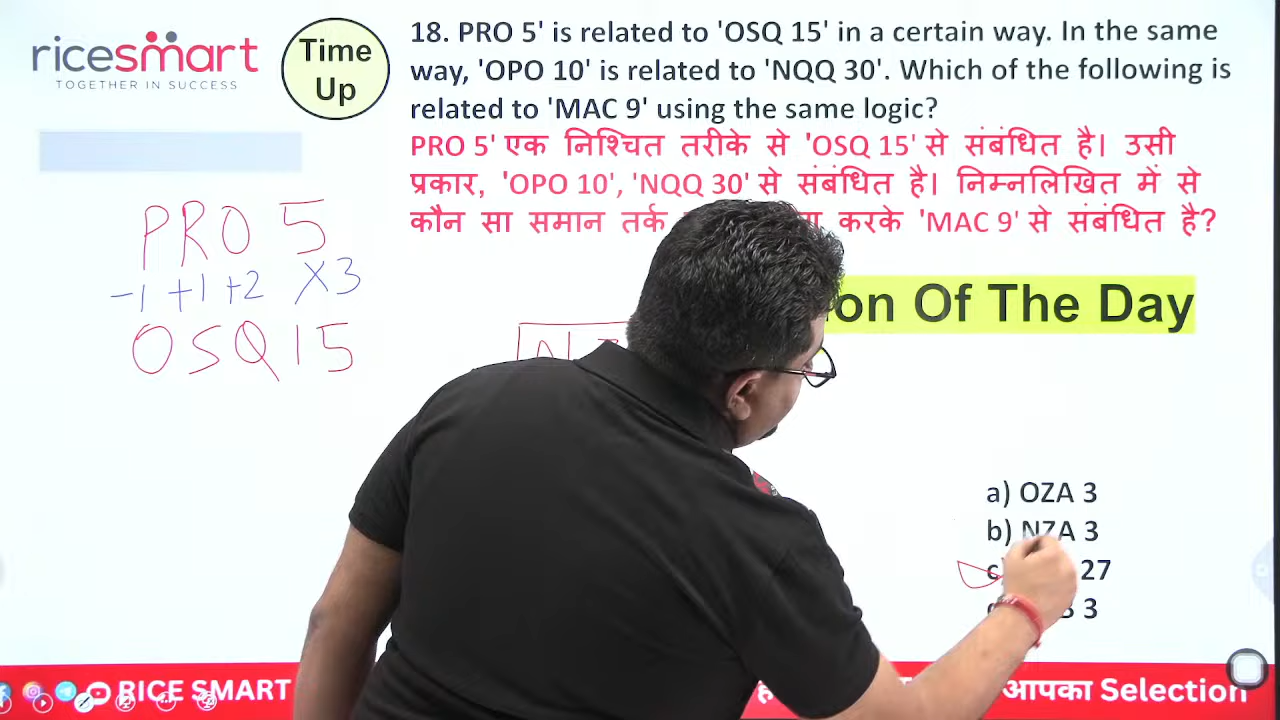 ricesmart
TOGETHER IN SUCCESS
Time
Up
18. PRO 5' is related to 'OSQ 15' in a certain way. In the same
way, 'OPO 10' is related to 'NQQ 30'. Which of the following is
related to 'MAC 9' using the same logic?
PRO 5' एक निश्चित तरीके से 'OSQ 15' से संबंधित है। उसी
प्रकार, 'OPO 10', 'NQQ 30' से संबंधित है। निम्नलिखित में से
कौन सा समान तर्क करके 'MAC 9' से संबंधित है?
PRO 5
-1 +1 +2 ×3
OSQ 15
Of The Day
a) OZA 3
b) NZA 3
27
3
RICE SMART
आपका Selection